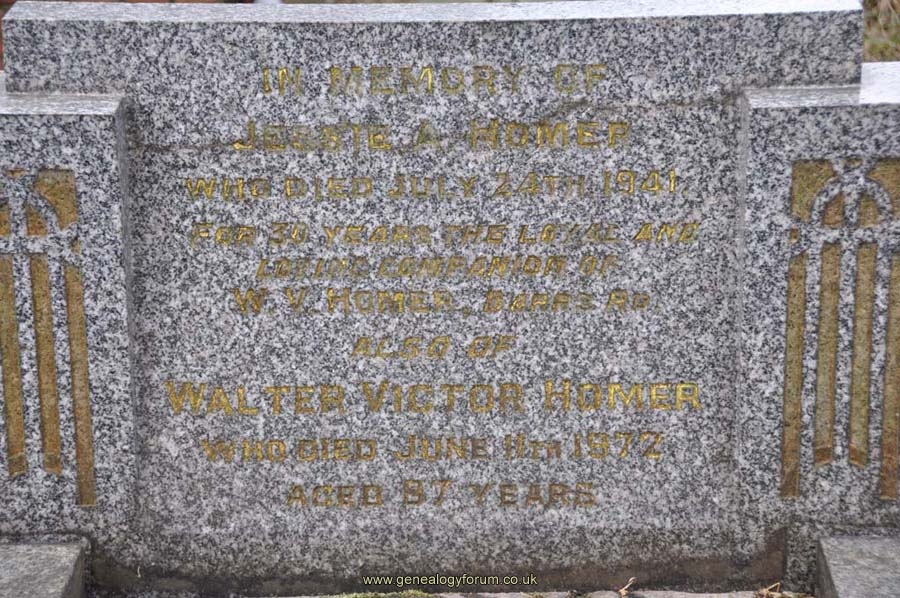 IN MEMORY OF
JESSIE A HOMER
WHO DIED JULY 24TH 1941.
FOR 30 YEARS THE LOYAL AND
LOVING COMPANION OF
W. V. HOMER, BARRS RD.
ALSO OF
WALTER VICTOR HOMER
WHO DIED JUNE 11TH 1972
AGED 87 YEARS
www.genealogyforum.co.uk